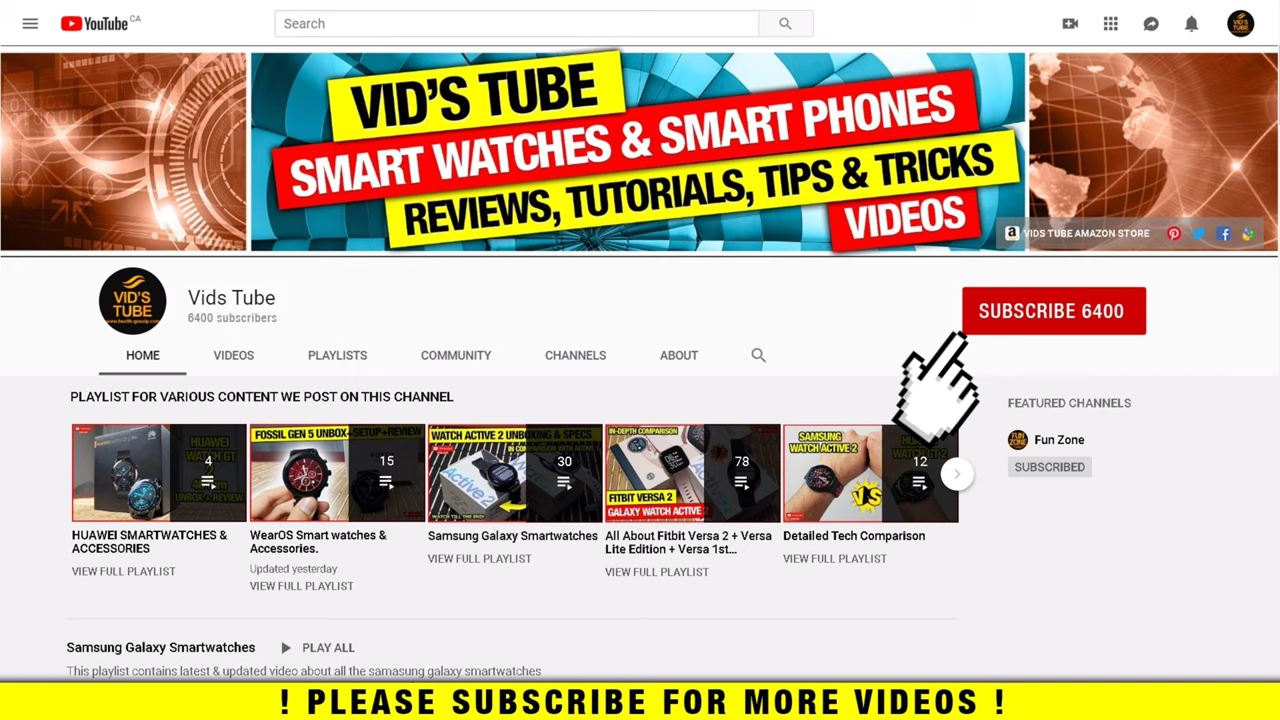 YouTube CA
Search
VID'S TUBE
SMART WATCHES & SMART PHONES
REVIEWS, TUTORIALS, TIPS & TRICKS
VIDEOS
VIDS TUBE AMAZON STORE
VID'S TUBE
Vids Tube
6400 subscribers
SUBSCRIBE 6400
HOME VIDEOS PLAYLISTS COMMUNITY CHANNELS ABOUT
PLAYLIST FOR VARIOUS CONTENT WE POST ON THIS CHANNEL
FEATURED CHANNELS
Fun Zone
SUBSCRIBED
HUAWEI WATCH GT 2
UNBOX+REVIEW
4
HUAWEI SMARTWATCHES & ACCESSORIES
VIEW FULL PLAYLIST
FOSSIL GEN 5 UNBOX+SETUP+REVIEW
15
WearOS Smart watches & Accessories.
Updated yesterday
VIEW FULL PLAYLIST
WATCH ACTIVE 2 UNBOXING & SPECS
Active 2
30
Samsung Galaxy Smartwatches
VIEW FULL PLAYLIST
IN-DEPTH COMPARISON
FITBIT VERSA 2
GALAXY WATCH ACTIVE
78
All About Fitbit Versa 2 + Versa Lite Edition + Versa 1st...
VIEW FULL PLAYLIST
SAMSUNG WATCH ACTIVE 2
VS
12
Detailed Tech Comparison
VIEW FULL PLAYLIST
Samsung Galaxy Smartwatches PLAY ALL
This playlist contains latest & updated video about all the samasung galaxy smartwatches
! PLEASE SUBSCRIBE FOR MORE VIDEOS !